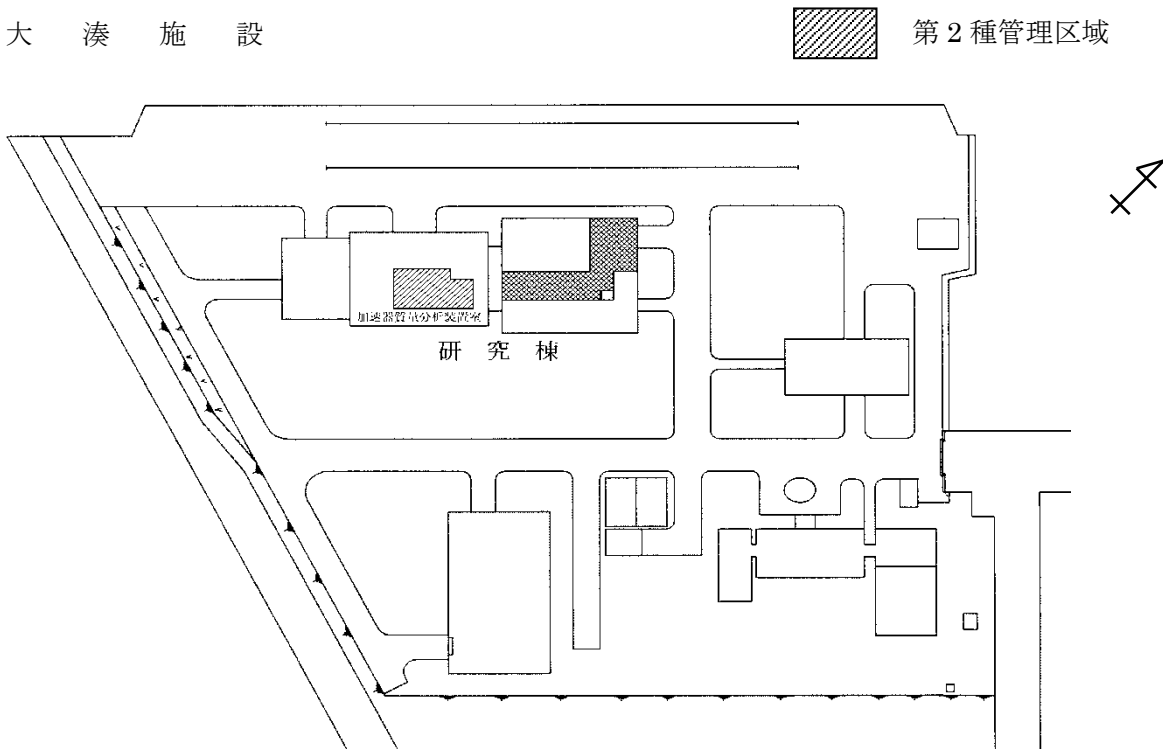 大湊施設
第2種管理区域
加速器質量分析装置室
研究棟